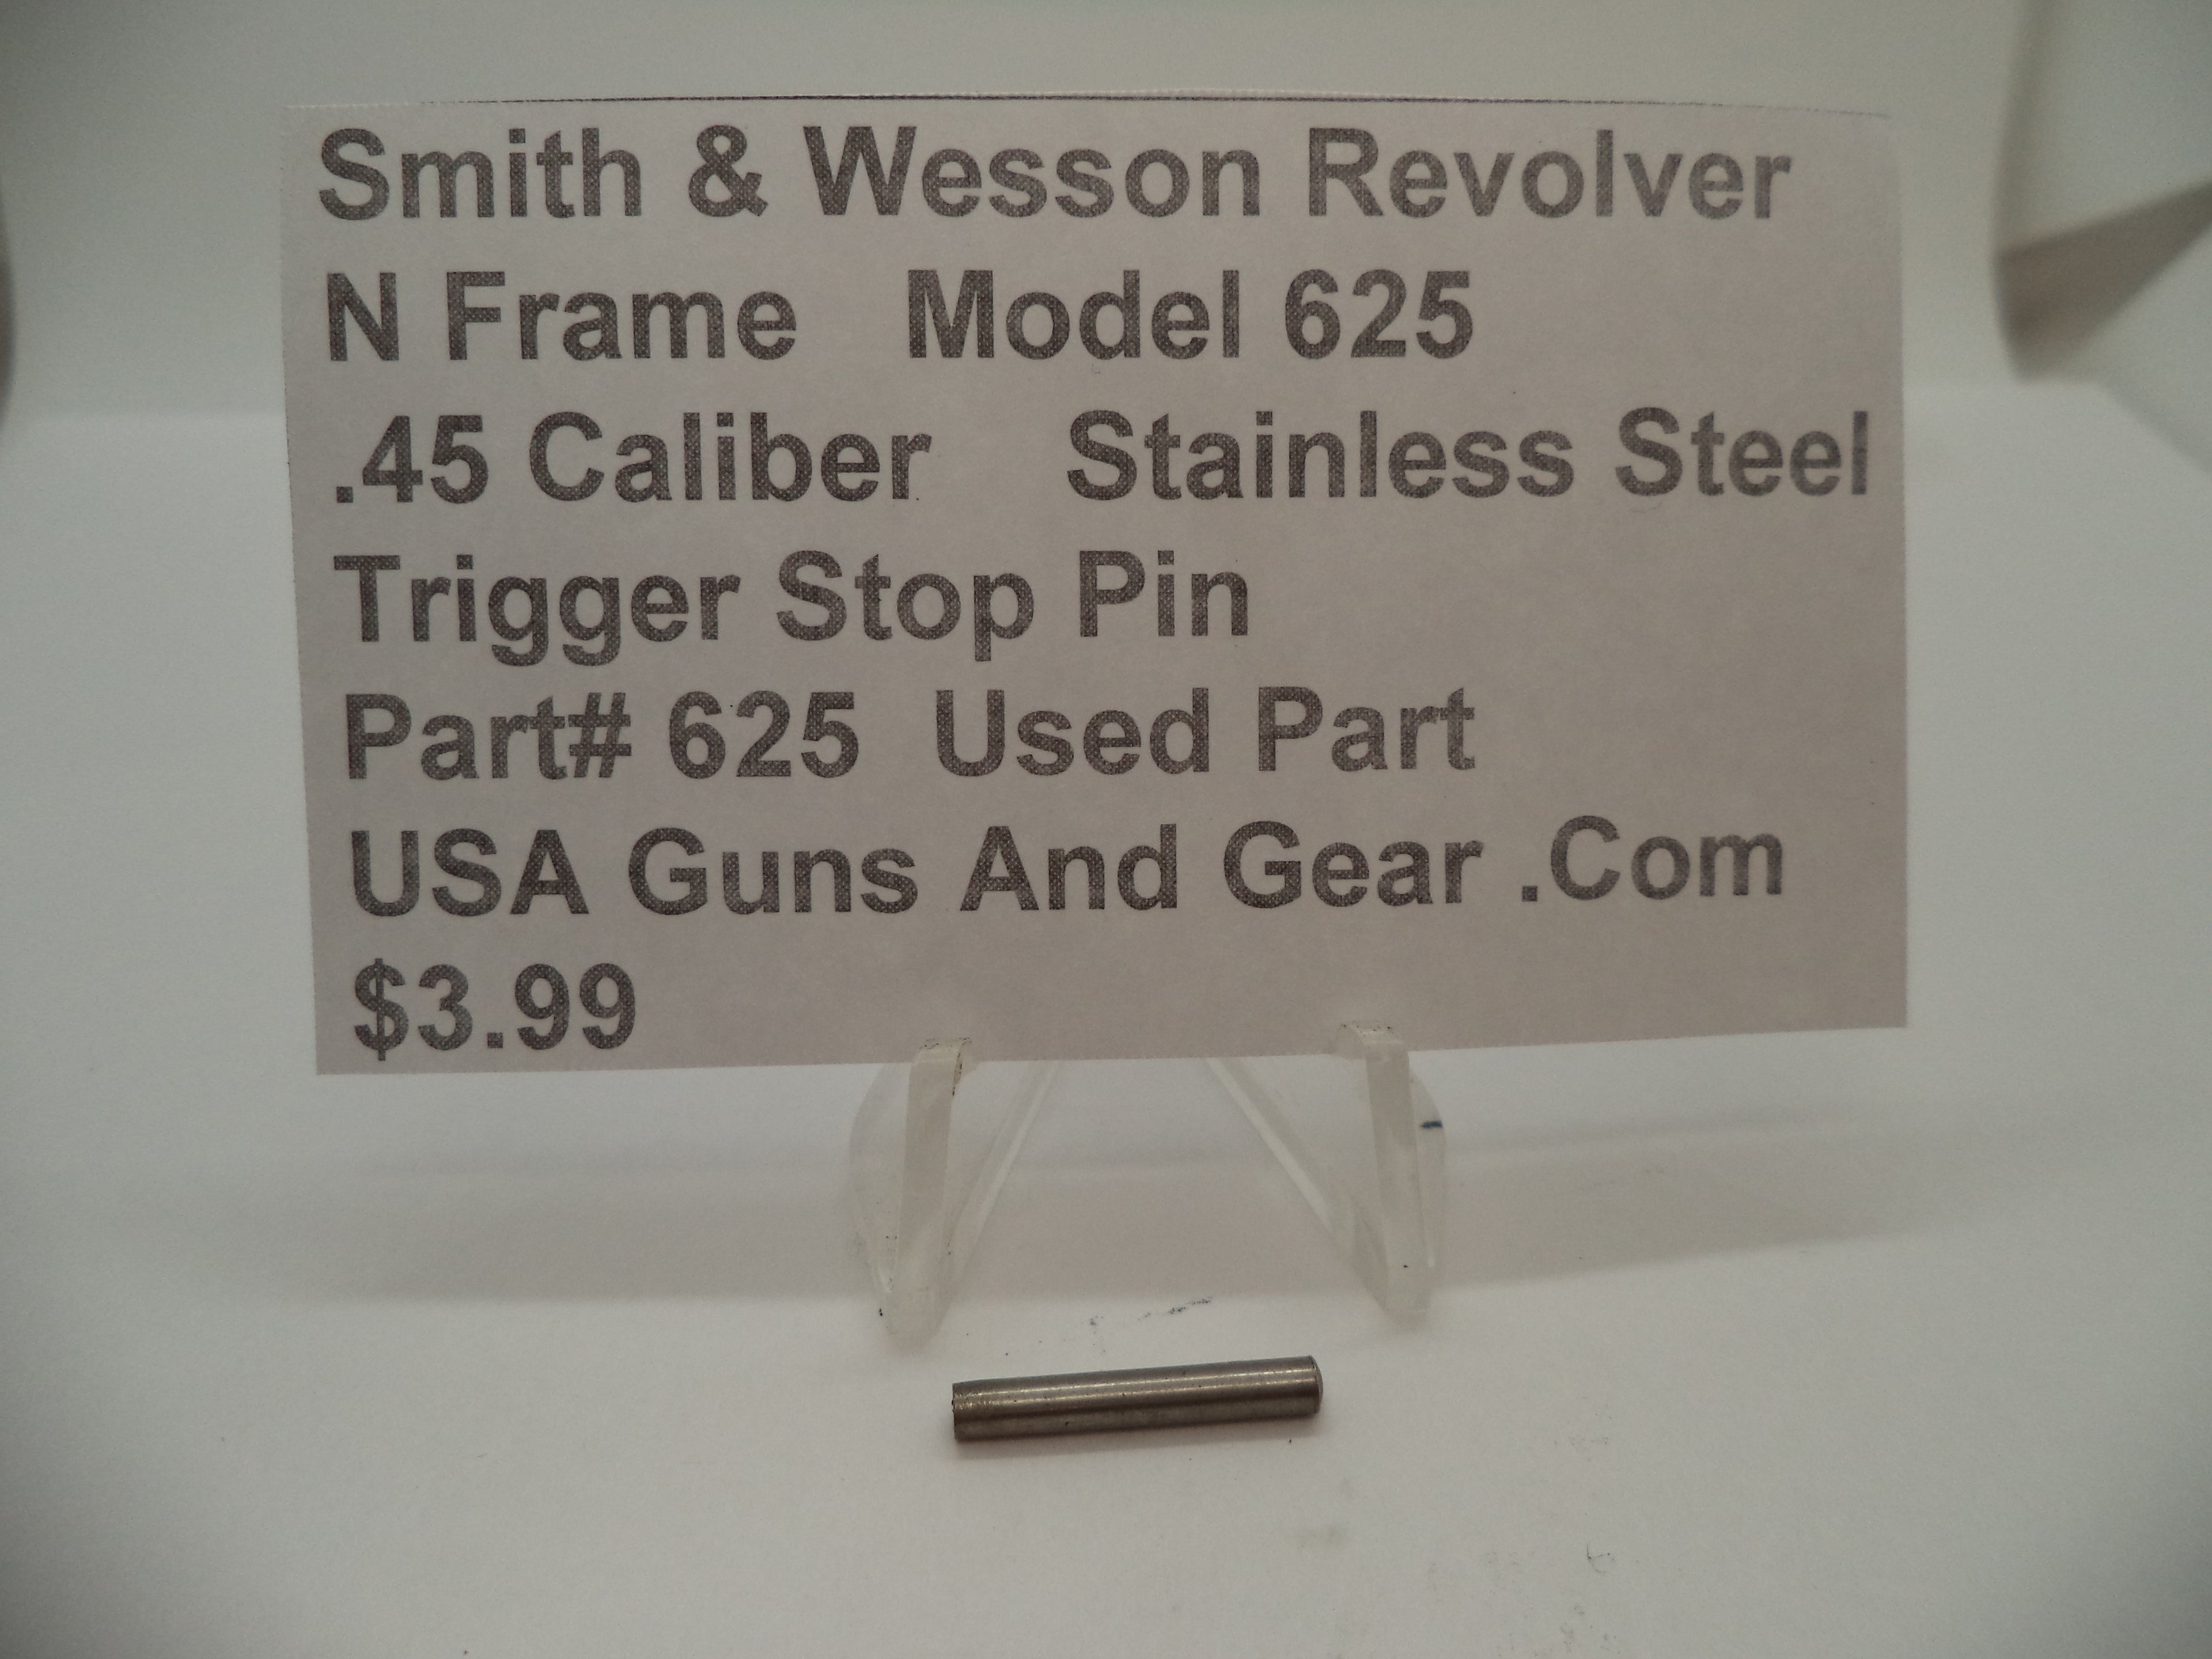 Smith & Wesson Revolver
N Frame Model 625
.45 Caliber Stainless Steel
Trigger Stop Pin
Part# 625 Used Part
USA Guns And Gear .Com
$3.99